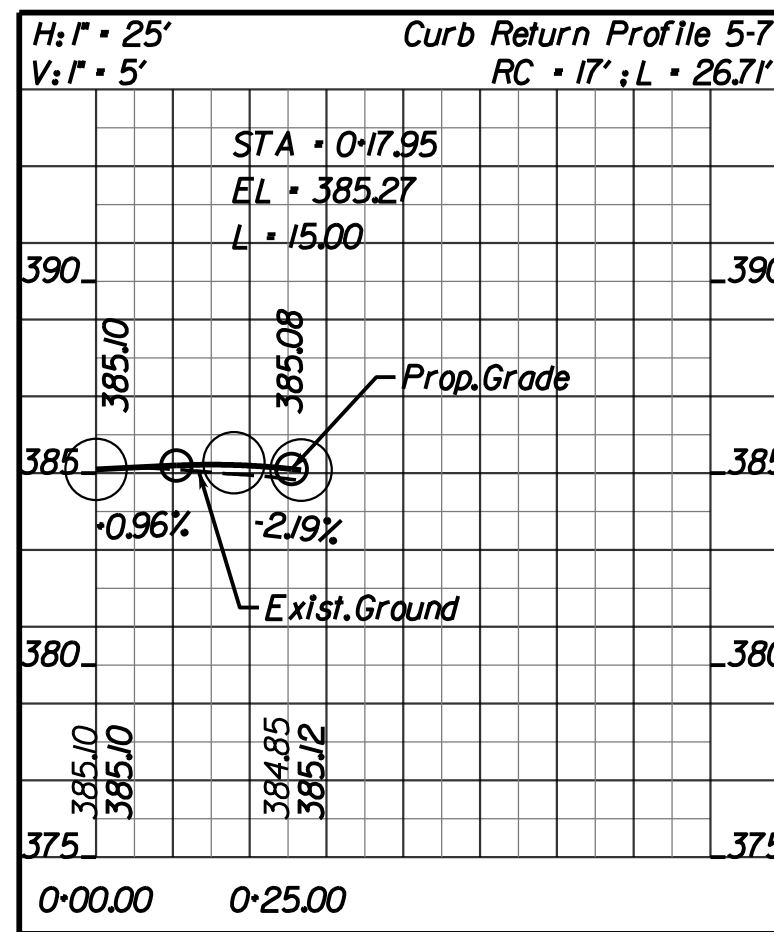 H: 1" = 25'
Curb Return Profile 5-7
V: 1" = 5'
RC = 17' ; L = 26.71'
STA = 0+17.95
EL = 385.27
L = 15.00
390
390
385.10
385.08
Prop. Grade
385
385
+0.96%
-2.19%
Exist. Ground
380
380
385.10
385.10
384.85
385.12
375
375
0+00.00
0+25.00